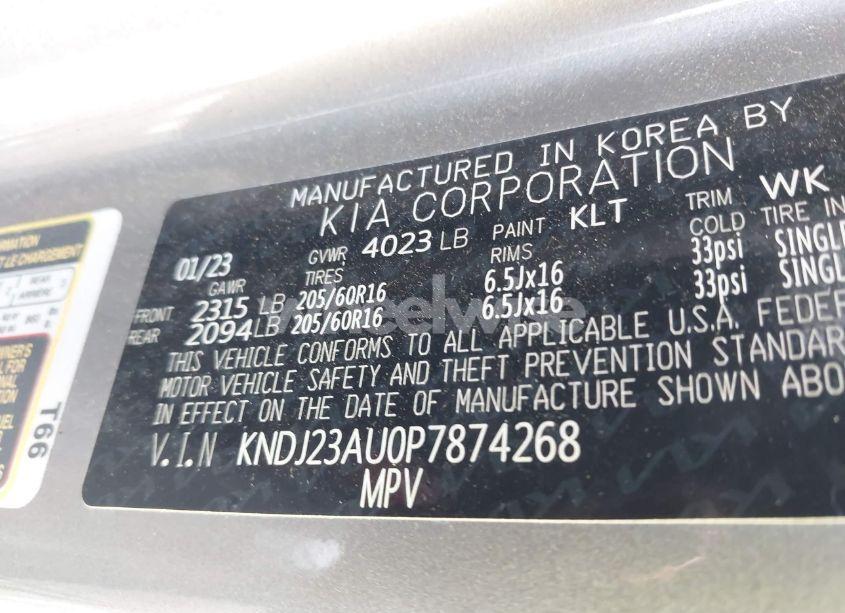 MANUFACTURED IN KOREA BY
KIA CORPORATION
01/23 GVWR 4023 LB PAINT KLT TRIM WK
GAWR TIRES RIMS COLD TIRE IN
FRONT 2315 LB 205/60R16 6.5Jx16 33psi SINGLE
REAR 2094 LB 205/60R16 6.5Jx16 33psi SINGL
THIS VEHICLE CONFORMS TO ALL APPLICABLE U.S.A. FEDER
MOTOR VEHICLE SAFETY AND THEFT PREVENTION STANDAR
IN EFFECT ON THE DATE OF MANUFACTURE SHOWN ABO
V.I.N KNDJ23AU0P7874268
MPV
T66